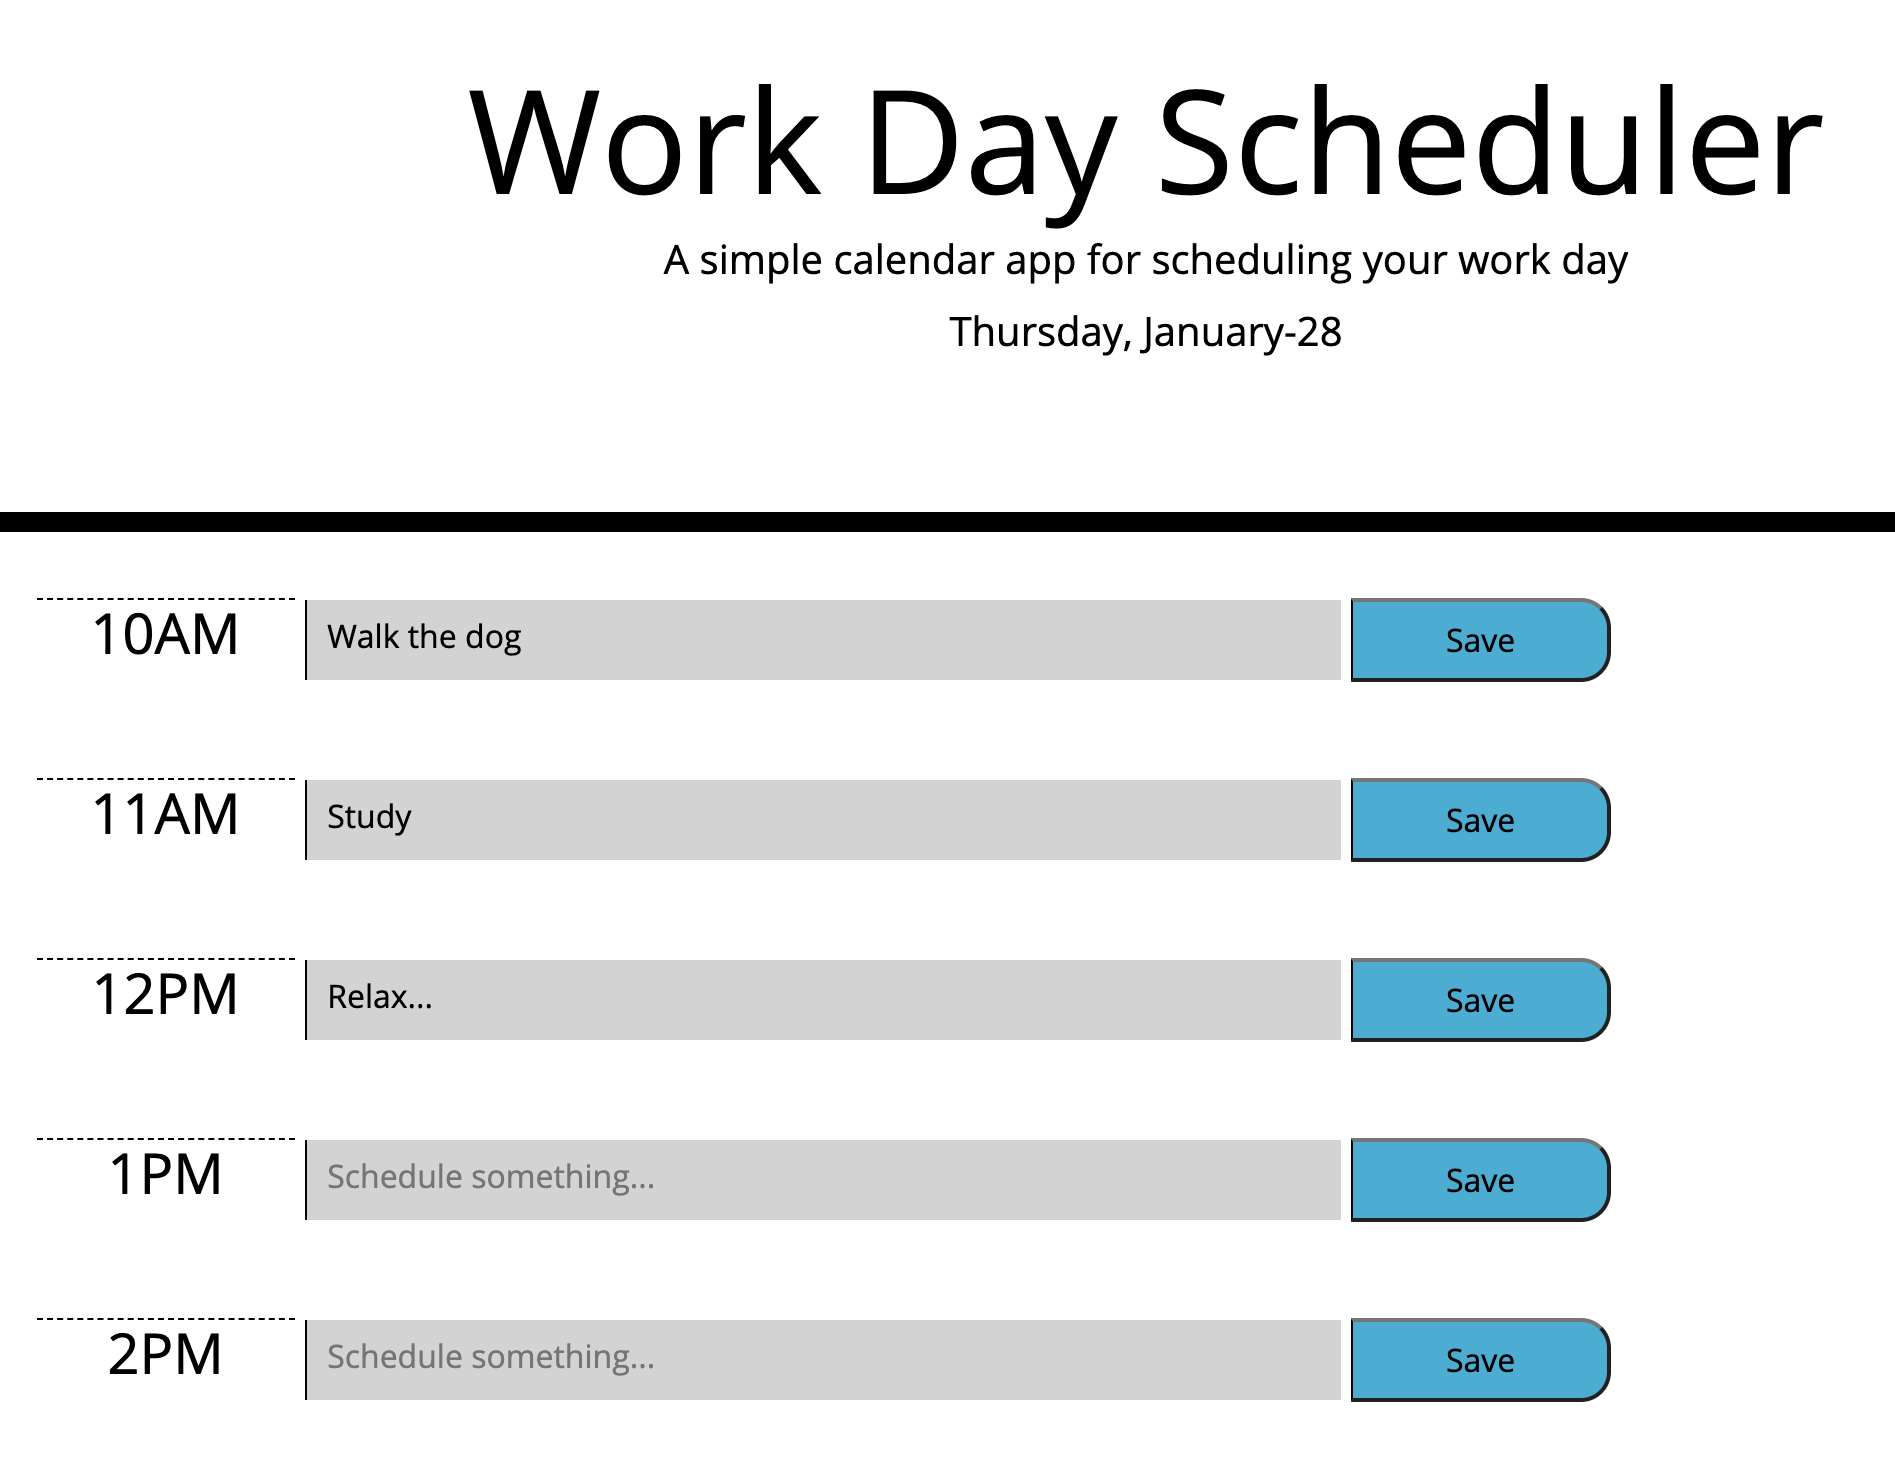 Work Day Scheduler
A simple calendar app for scheduling your work day
Thursday, January-28
10AM Walk the dog Save
11AM Study Save
12PM Relax... Save
1PM Schedule something... Save
2PM Schedule something... Save